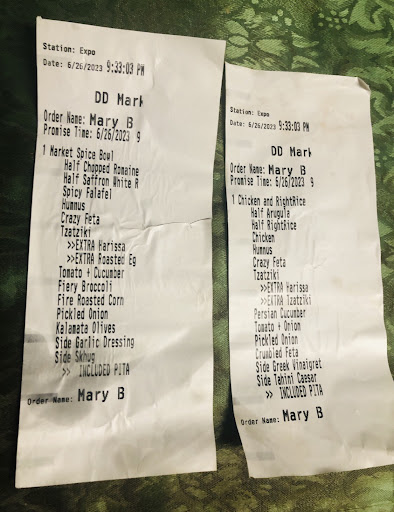 Station: Expo
Date: 6/26/2023 9:33:03 PM
DD Mark
Order Name: Mary B
Promise Time: 6/26/2023 9
1 Market Spice Bowl
Half Chopped Romaine
Half Saffron White R
Spicy Falafel
Hummus
Crazy Feta
Tzatziki
>>EXTRA Harissa
>>EXTRA Roasted Eg
Tomato + Cucumber
Fiery Broccoli
Fire Roasted Corn
Pickled Onion
Kalamata Olives
Side Garlic Dressing
Side Skhug
>> INCLUDED PITA
Order Name: Mary B
Station: Expo
Date: 6/26/2023 9:33:03 PM
DD Mark
Order Name: Mary B
Promise Time: 6/26/2023 9
1 Chicken and RightRice
Half Arugula
Half RightRice
Chicken
Hummus
Crazy Feta
Tzatziki
>>EXTRA Harissa
>>EXTRA Tzatziki
Persian Cucumber
Tomato + Onion
Pickled Onion
Crumbled Feta
Side Greek Vinaigret
Side Tahini Caesar
>> INCLUDED PITA
Order Name: Mary B